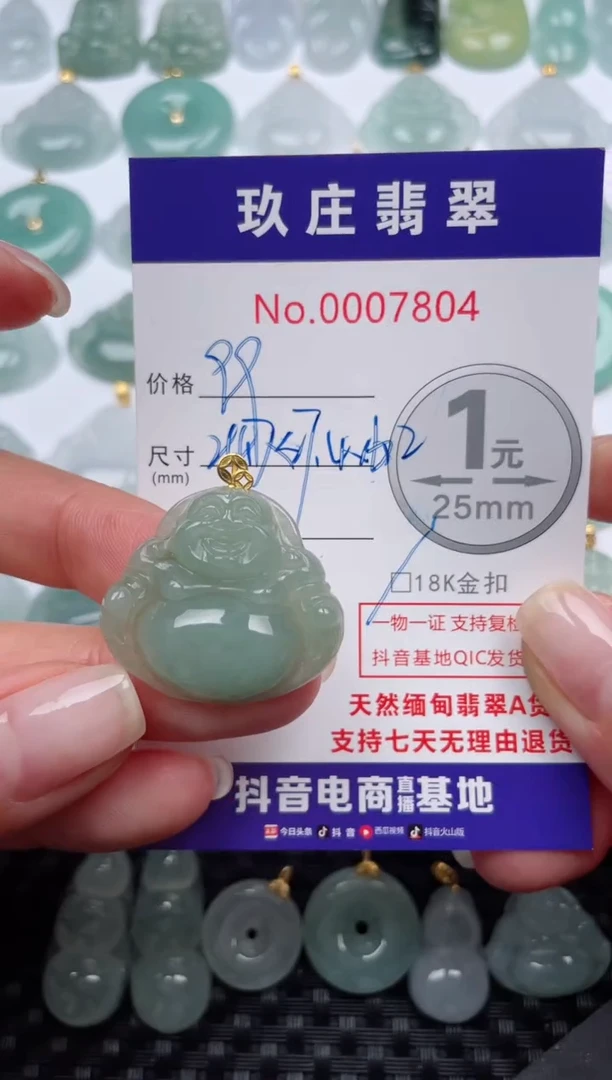 玖庄翡翠
No.0007804
价格 99
尺寸
(mm)
1元
25mm
□18K金扣
一物一证 支持复检
抖音基地QIC发货
天然缅甸翡翠A货
支持七天无理由退货
抖音电商直播基地
今日头条 抖音 西瓜视频 抖音火山版